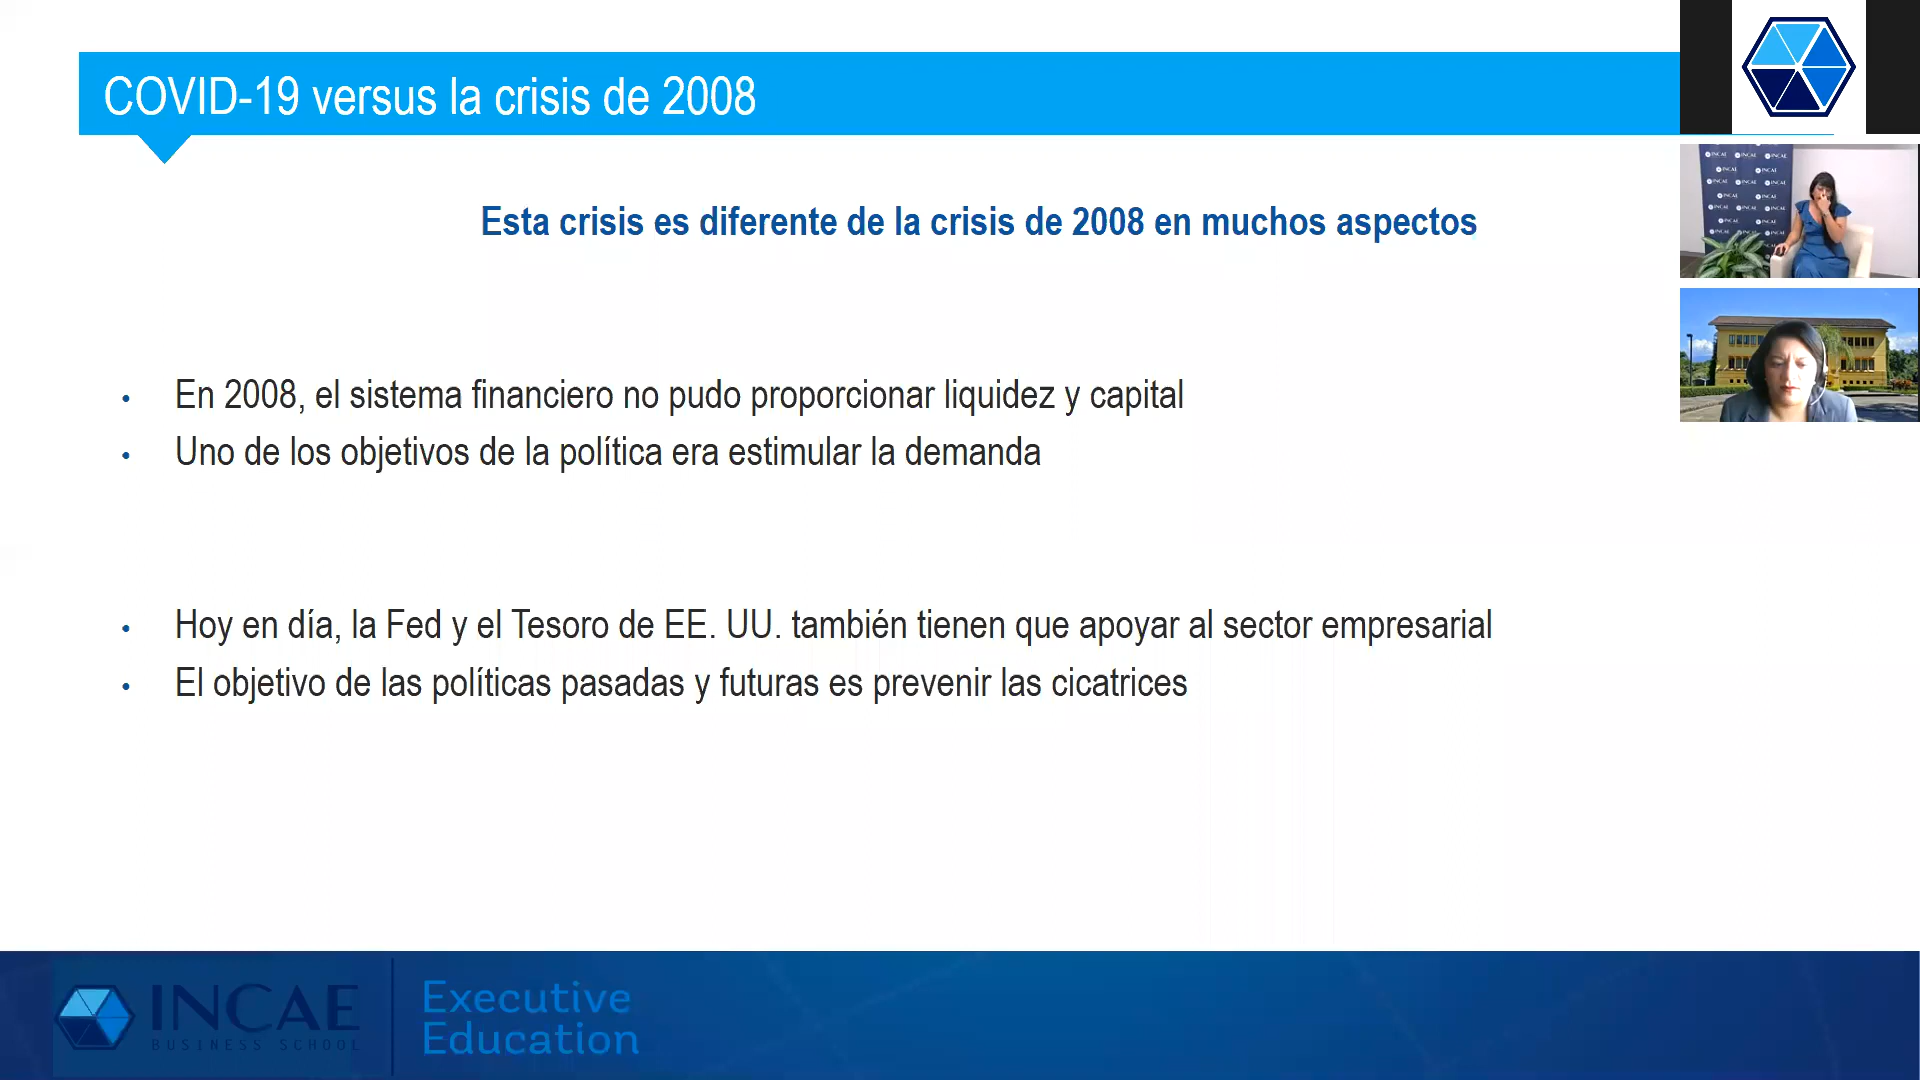 COVID-19 versus la crisis de 2008
Esta crisis es diferente de la crisis de 2008 en muchos aspectos
• En 2008, el sistema financiero no pudo proporcionar liquidez y capital
• Uno de los objetivos de la política era estimular la demanda
• Hoy en día, la Fed y el Tesoro de EE. UU. también tienen que apoyar al sector empresarial
• El objetivo de las políticas pasadas y futuras es prevenir las cicatrices
INCAE
BUSINESS SCHOOL
Executive
Education